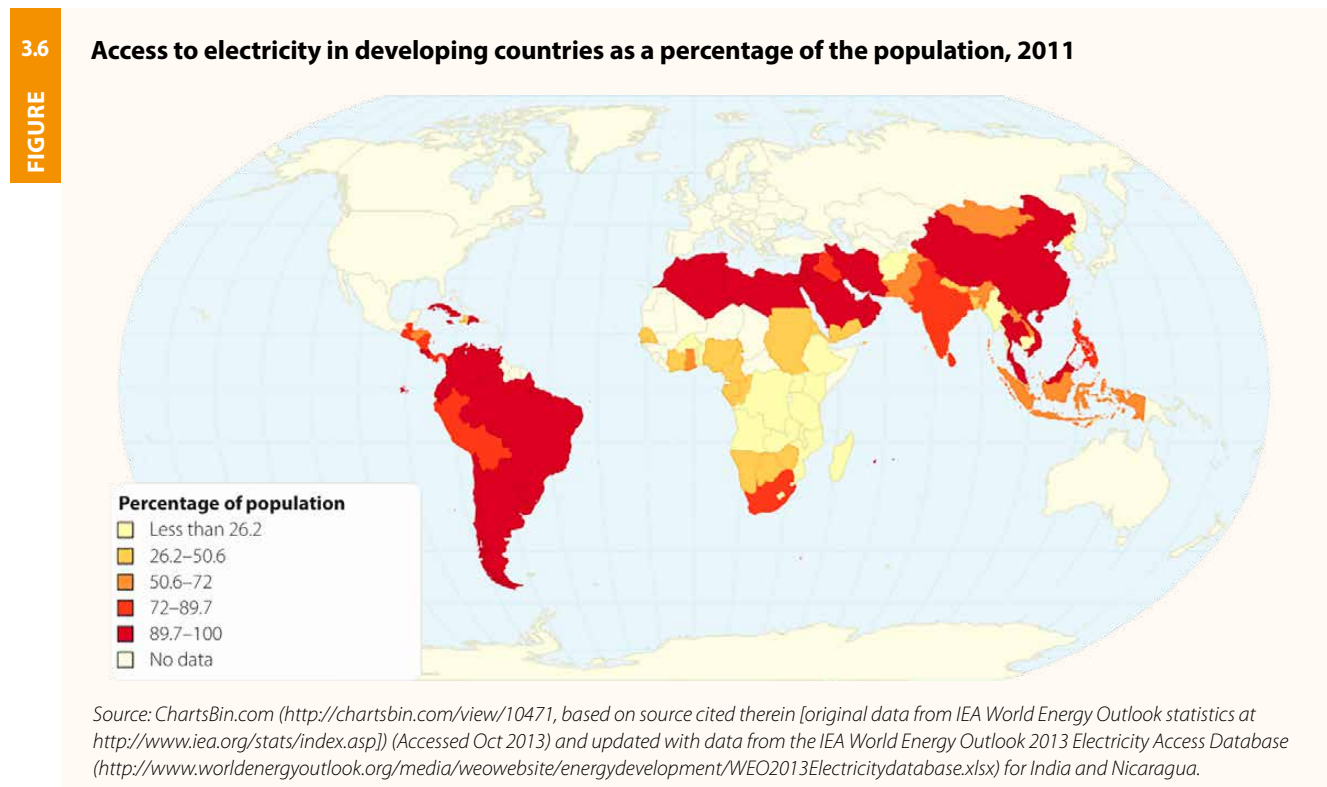 3.6
FIGURE
Access to electricity in developing countries as a percentage of the population, 2011
Percentage of population
Less than 26.2
26.2–50.6
50.6–72
72–89.7
89.7–100
No data
Source: ChartsBin.com (http://chartsbin.com/view/10471, based on source cited therein [original data from IEA World Energy Outlook statistics at
http://www.iea.org/stats/index.asp]) (Accessed Oct 2013) and updated with data from the IEA World Energy Outlook 2013 Electricity Access Database
(http://www.worldenergyoutlook.org/media/weowebsite/energydevelopment/WEO2013Electricitydatabase.xlsx) for India and Nicaragua.